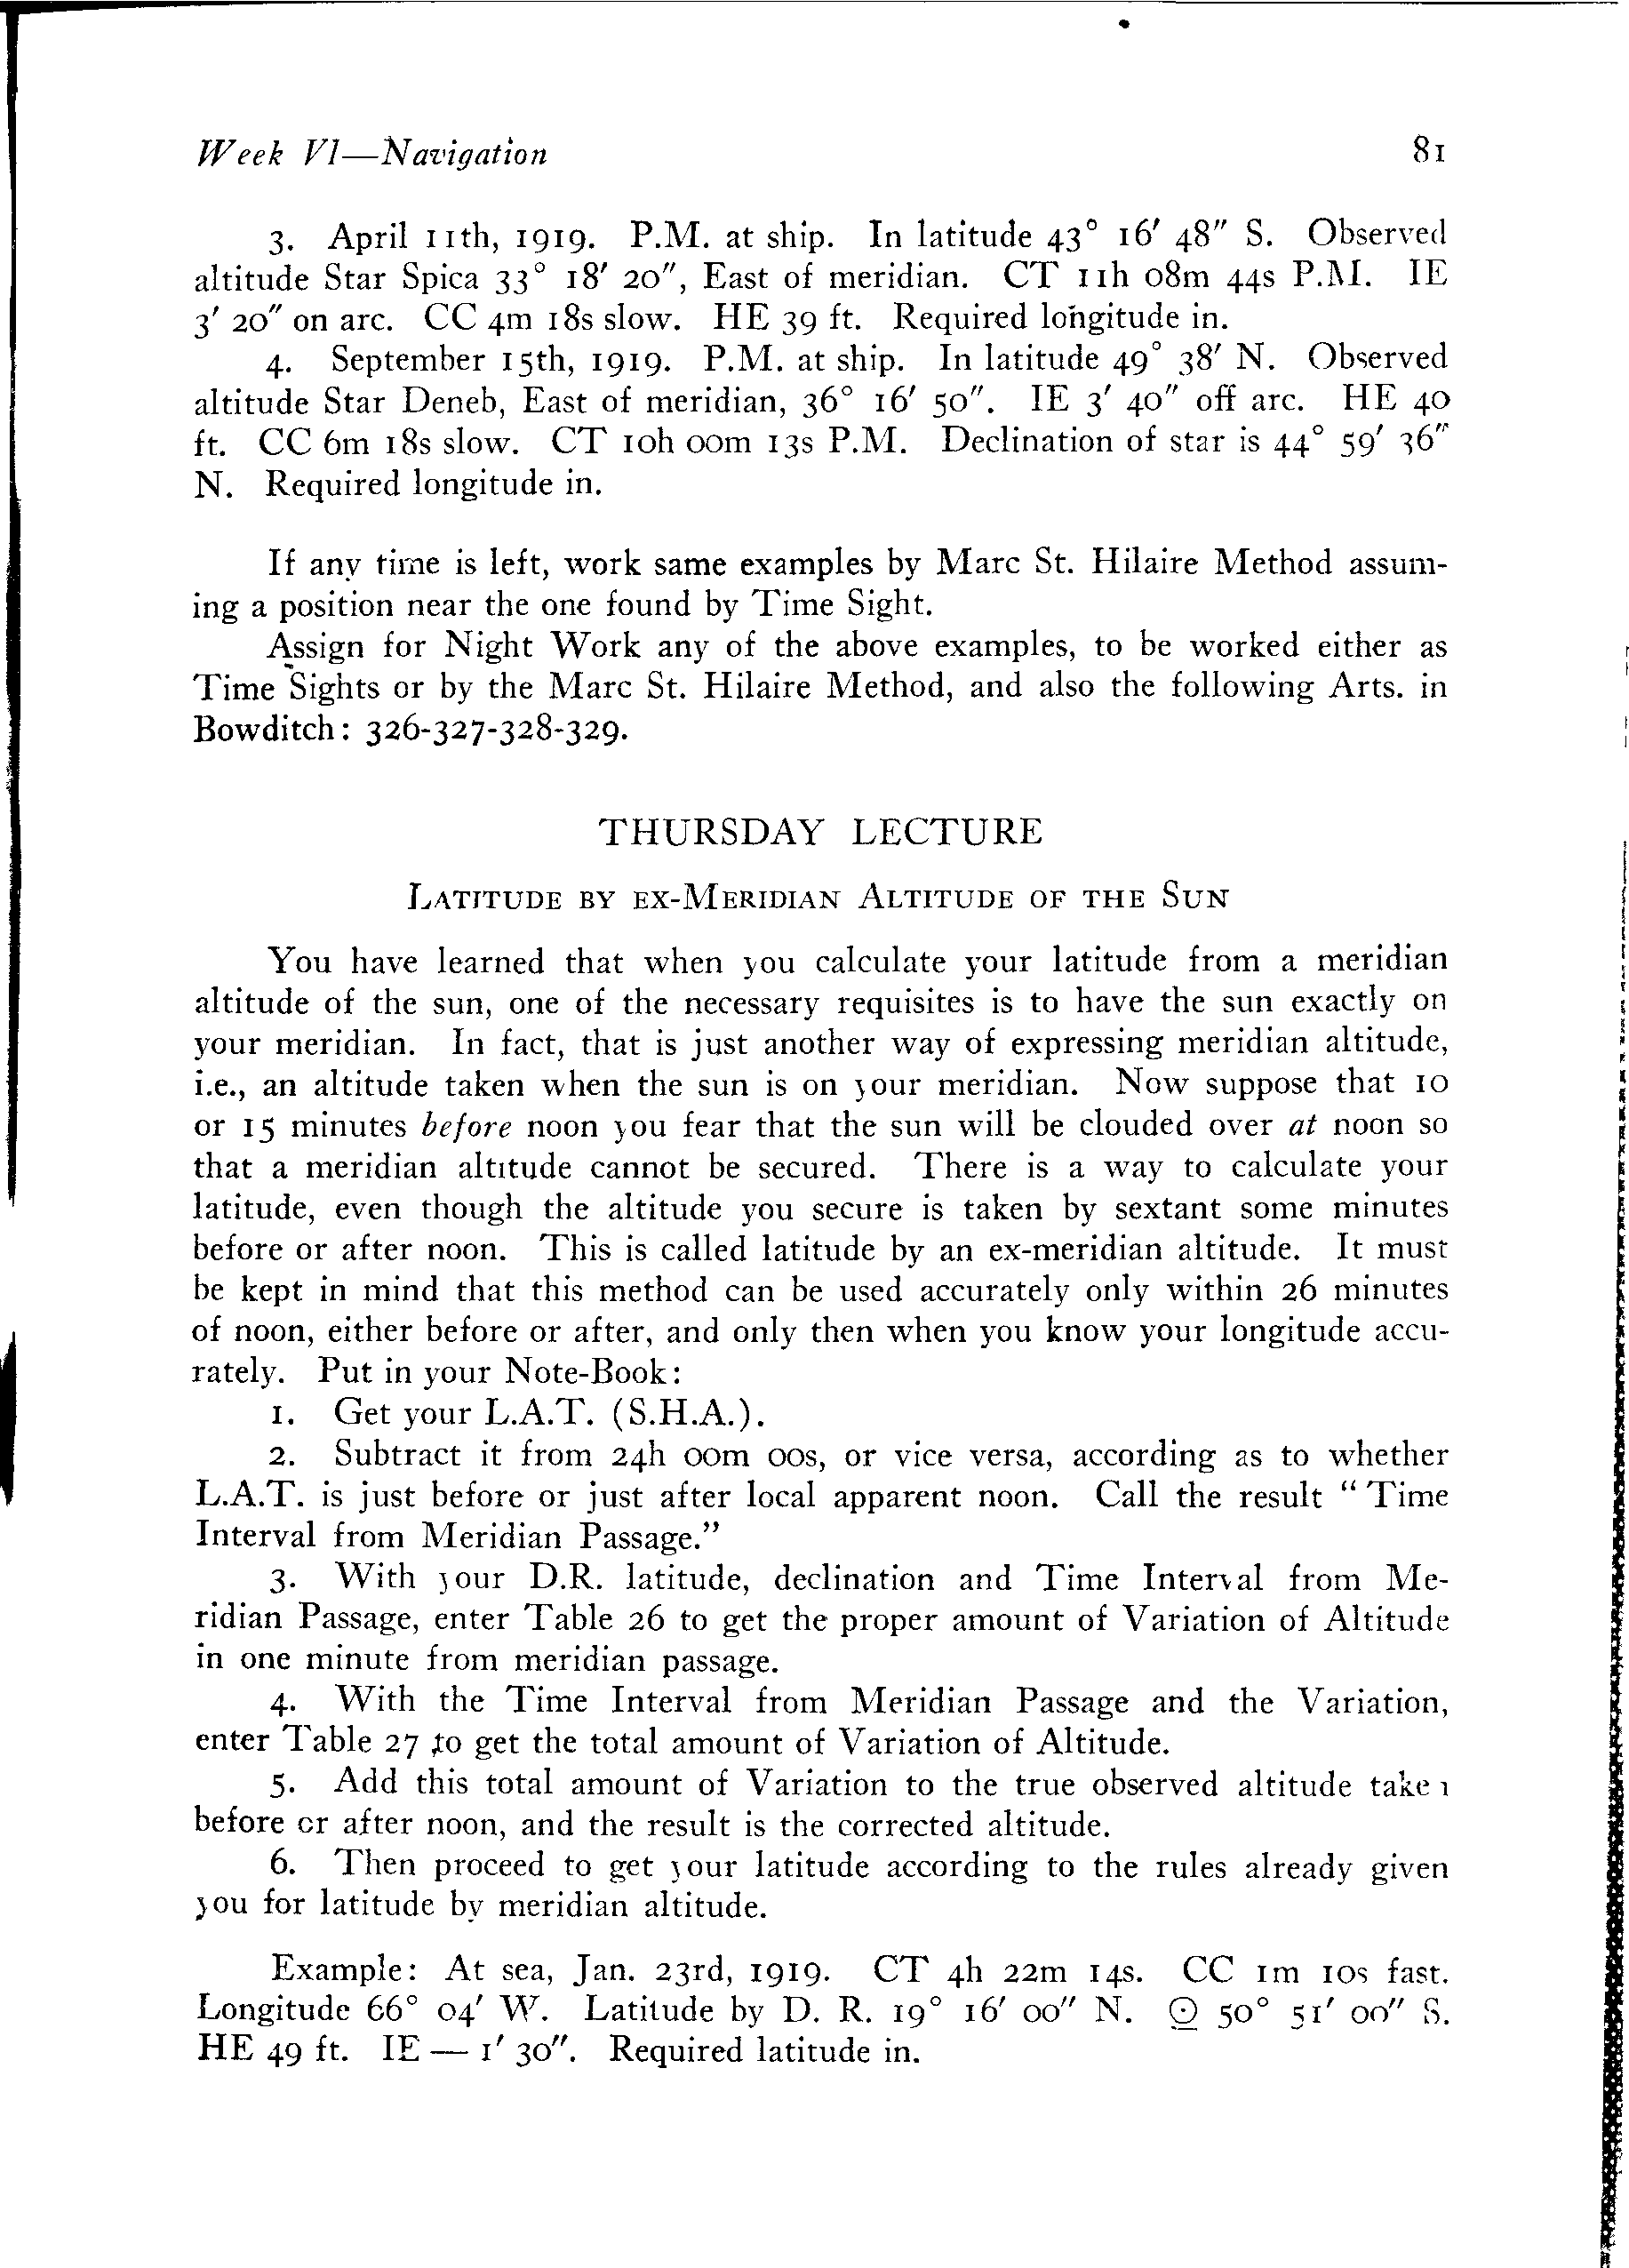 Week VI—Navigation 81
3. April 11th, 1919. P.M. at ship. In latitude 43° 16′ 48″ S. Observed
altitude Star Spica 33° 18′ 20″, East of meridian. CT 11h 08m 44s P.M. IE
3′ 20″ on arc. CC 4m 18s slow. HE 39 ft. Required longitude in.
4. September 15th, 1919. P.M. at ship. In latitude 49° 38′ N. Observed
altitude Star Deneb, East of meridian, 36° 16′ 50″. IE 3′ 40″ off arc. HE 40
ft. CC 6m 18s slow. CT 10h 00m 13s P.M. Declination of star is 44° 59′ 36″
N. Required longitude in.
If any time is left, work same examples by Marc St. Hilaire Method assum-
ing a position near the one found by Time Sight.
Assign for Night Work any of the above examples, to be worked either as
Time Sights or by the Marc St. Hilaire Method, and also the following Arts. in
Bowditch: 326-327-328-329.
THURSDAY LECTURE
LATITUDE BY EX-MERIDIAN ALTITUDE OF THE SUN
You have learned that when you calculate your latitude from a meridian
altitude of the sun, one of the necessary requisites is to have the sun exactly on
your meridian. In fact, that is just another way of expressing meridian altitude,
i.e., an altitude taken when the sun is on your meridian. Now suppose that 10
or 15 minutes before noon you fear that the sun will be clouded over at noon so
that a meridian altitude cannot be secured. There is a way to calculate your
latitude, even though the altitude you secure is taken by sextant some minutes
before or after noon. This is called latitude by an ex-meridian altitude. It must
be kept in mind that this method can be used accurately only within 26 minutes
of noon, either before or after, and only then when you know your longitude accu-
rately. Put in your Note-Book:
1. Get your L.A.T. (S.H.A.).
2. Subtract it from 24h 00m 00s, or vice versa, according as to whether
L.A.T. is just before or just after local apparent noon. Call the result “Time
Interval from Meridian Passage.”
3. With your D.R. latitude, declination and Time Interval from Me-
ridian Passage, enter Table 26 to get the proper amount of Variation of Altitude
in one minute from meridian passage.
4. With the Time Interval from Meridian Passage and the Variation,
enter Table 27 to get the total amount of Variation of Altitude.
5. Add this total amount of Variation to the true observed altitude taken
before or after noon, and the result is the corrected altitude.
6. Then proceed to get your latitude according to the rules already given
you for latitude by meridian altitude.
Example: At sea, Jan. 23rd, 1919. CT 4h 22m 14s. CC 1m 10s fast.
Longitude 66° 04′ W. Latitude by D. R. 19° 16′ 00″ N. ☉ 50° 51′ 00″ S.
HE 49 ft. IE — 1′ 30″. Required latitude in.